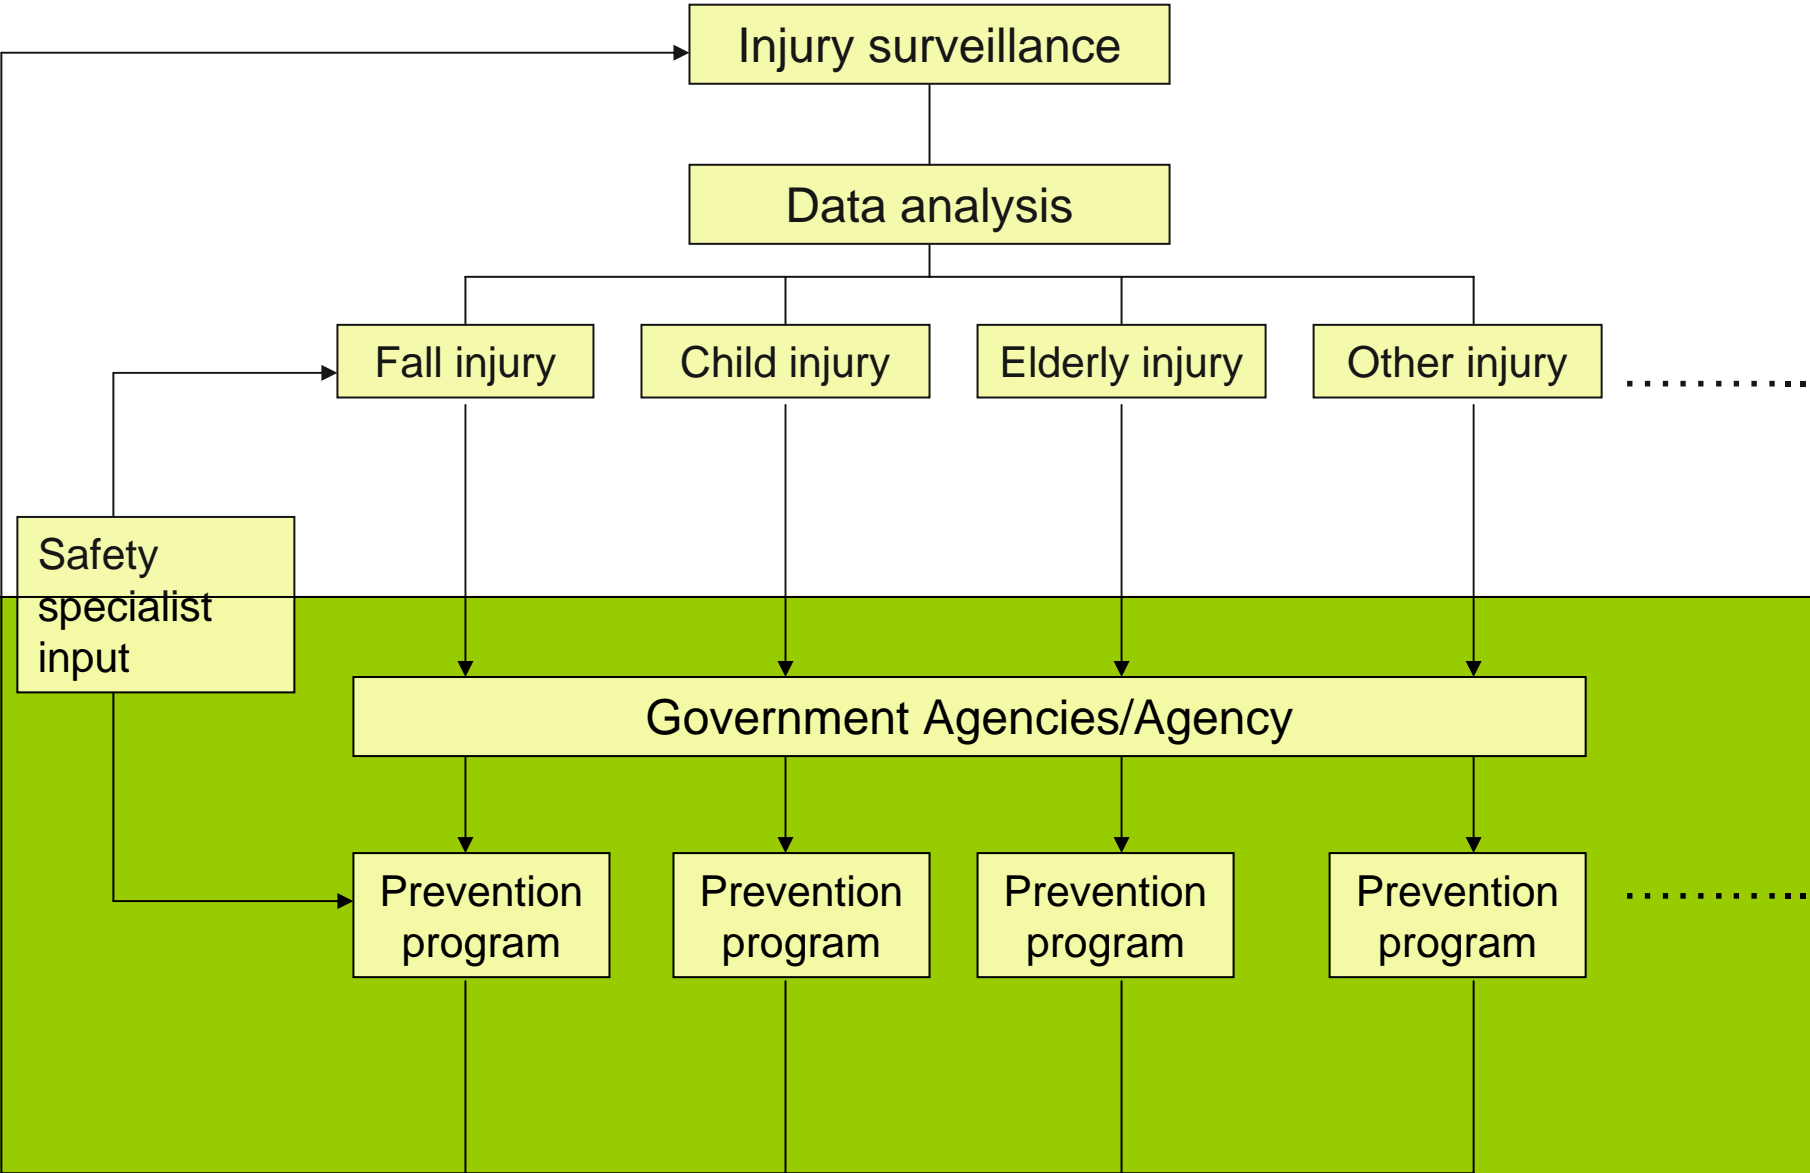 Injury surveillance
Data analysis
Fall injury
Child injury
Elderly injury
Other injury
Safety
specialist
input
Government Agencies/Agency
Prevention
program
Prevention
program
Prevention
program
Prevention
program